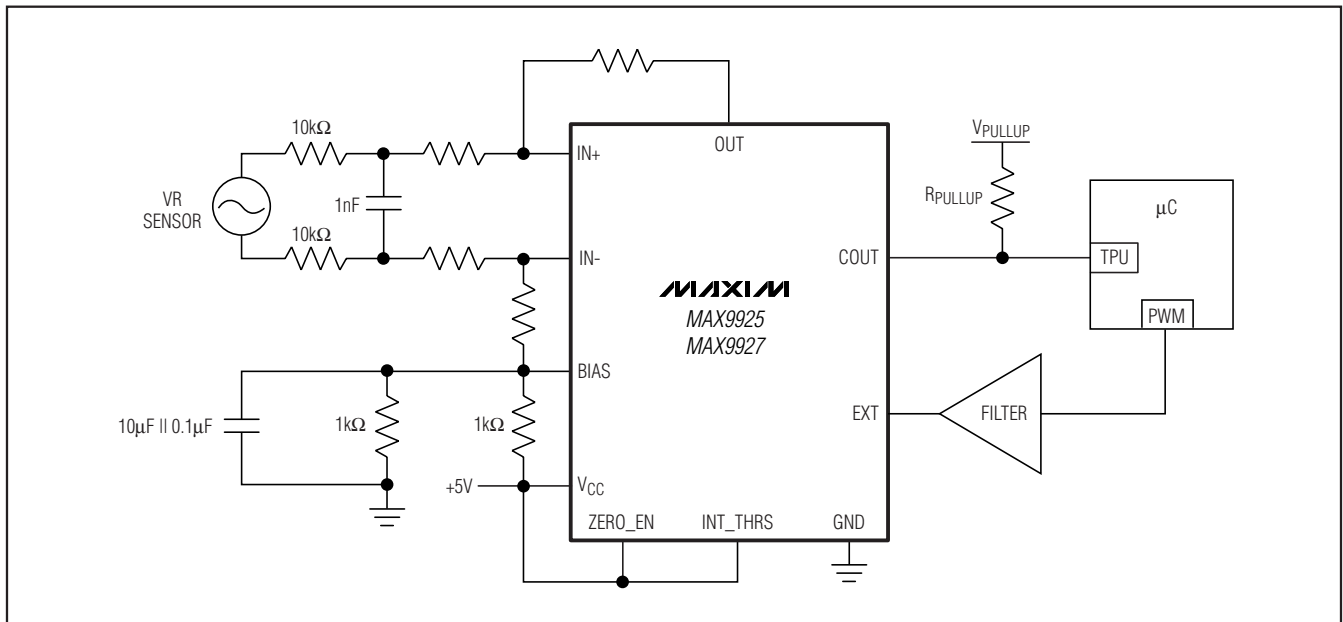 VR
SENSOR
10kΩ
1nF
10kΩ
10μF II 0.1μF
1kΩ
1kΩ
+5V
IN+
IN-
BIAS
VCC
ZERO_EN
INT_THRS
GND
OUT
MAXIM
MAX9925
MAX9927
COUT
EXT
VPULLUP
RPULLUP
μC
TPU
PWM
FILTER